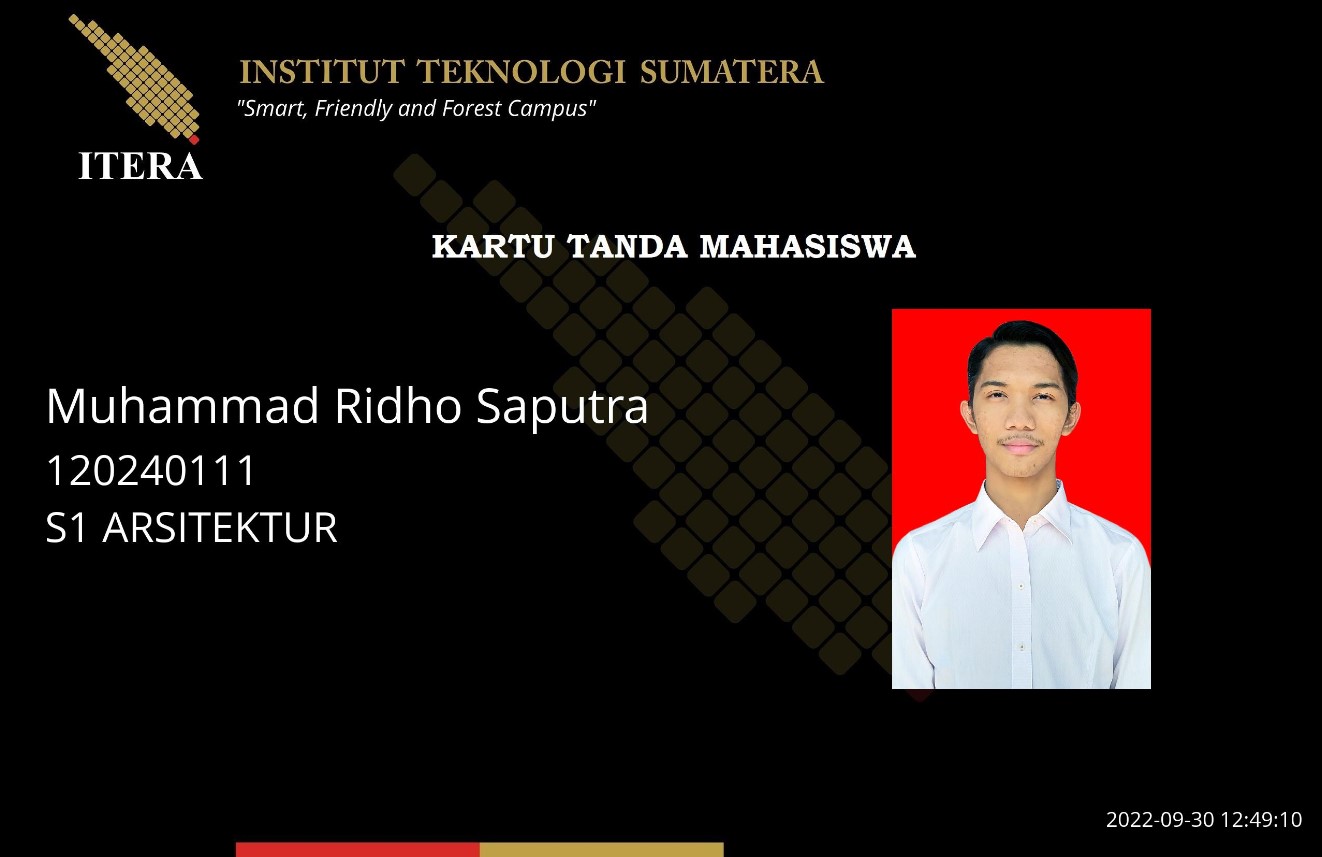 INSTITUT TEKNOLOGI SUMATERA
"Smart, Friendly and Forest Campus"
ITERA
KARTU TANDA MAHASISWA
Muhammad Ridho Saputra
120240111
S1 ARSITEKTUR
2022-09-30 12:49:10